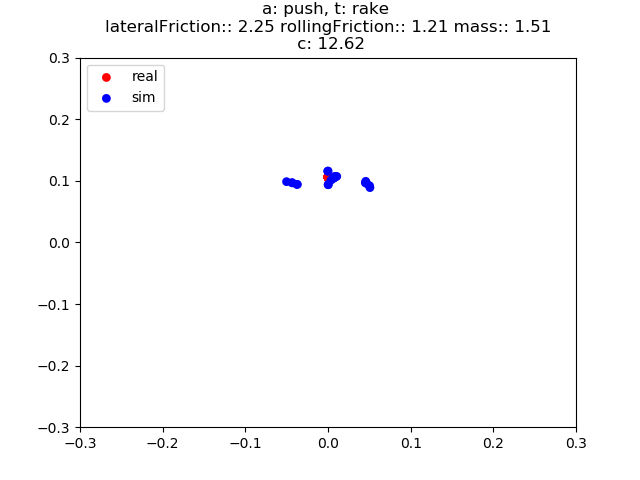 a: push, t: rake
lateralFriction:: 2.25 rollingFriction:: 1.21 mass:: 1.51
c: 12.62
real
sim
0.3
0.2
0.1
0.0
−0.1
−0.2
−0.3
−0.3 −0.2 −0.1 0.0 0.1 0.2 0.3